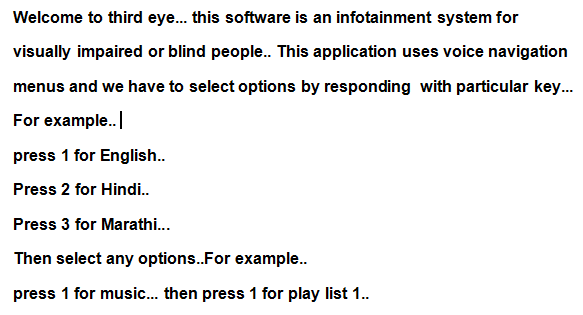 Welcome to third eye... this software is an infotainment system for
visually impaired or blind people.. This application uses voice navigation
menus and we have to select options by responding  with particular key...
For example..
press 1 for English..
Press 2 for Hindi..
Press 3 for Marathi...
Then select any options..For example..
press 1 for music... then press 1 for play list 1..